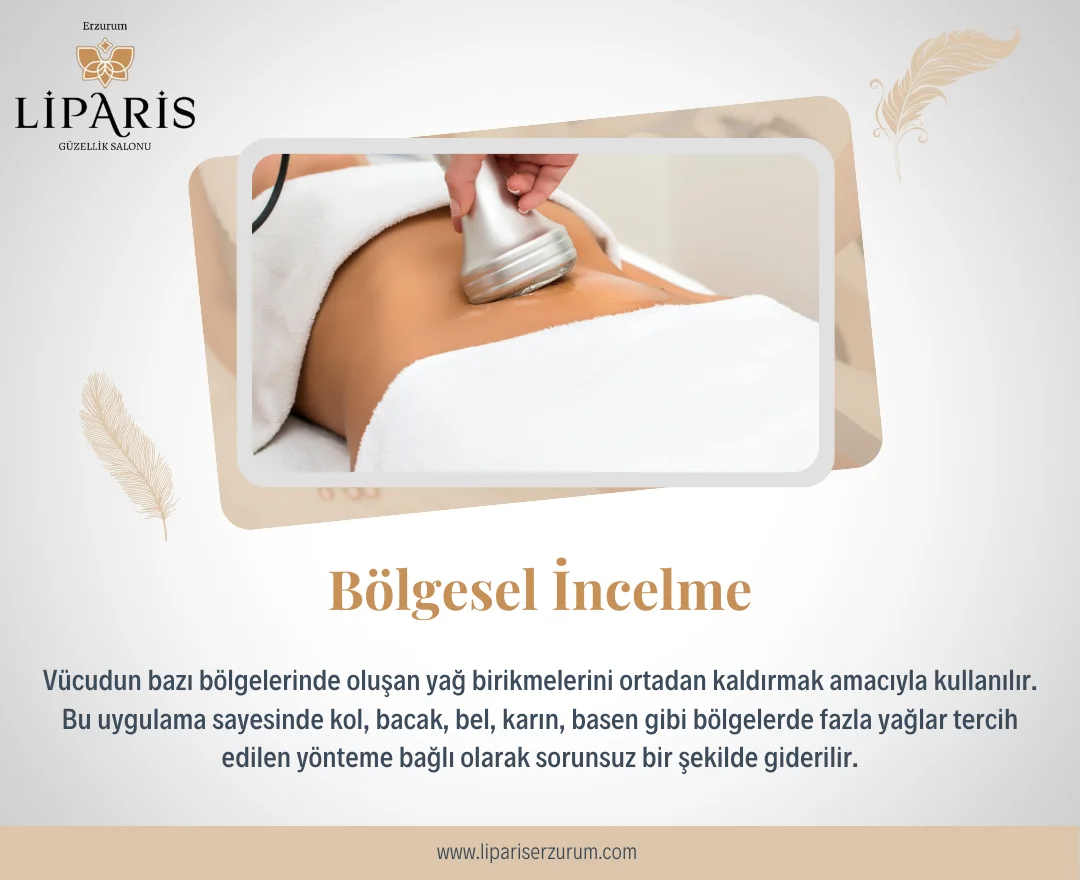 Erzurum
LİPARİS
GÜZELLİK SALONU
Bölgesel İncelme
Vücudun bazı bölgelerinde oluşan yağ birikmelerini ortadan kaldırmak amacıyla kullanılır.
Bu uygulama sayesinde kol, bacak, bel, karın, basen gibi bölgelerde fazla yağlar tercih
edilen yönteme bağlı olarak sorunsuz bir şekilde giderilir.
www.lipariserzurum.com